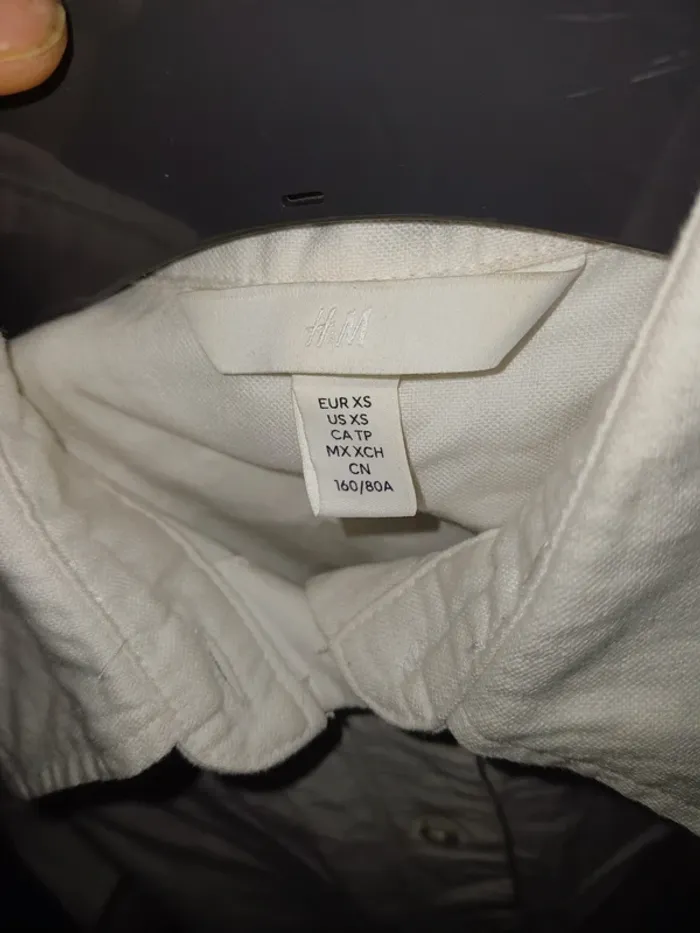 H&M
EUR XS
US XS
CA TP
MX XCH
CN
160/80A